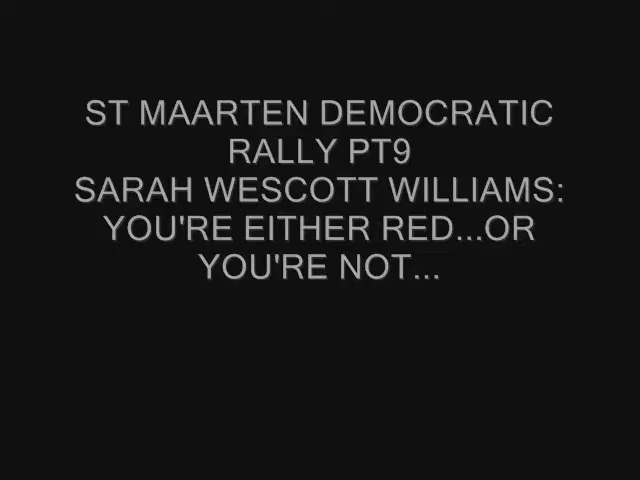 ST MAARTEN DEMOCRATIC
RALLY PT9
SARAH WESCOTT WILLIAMS:
YOU'RE EITHER RED...OR
YOU'RE NOT...